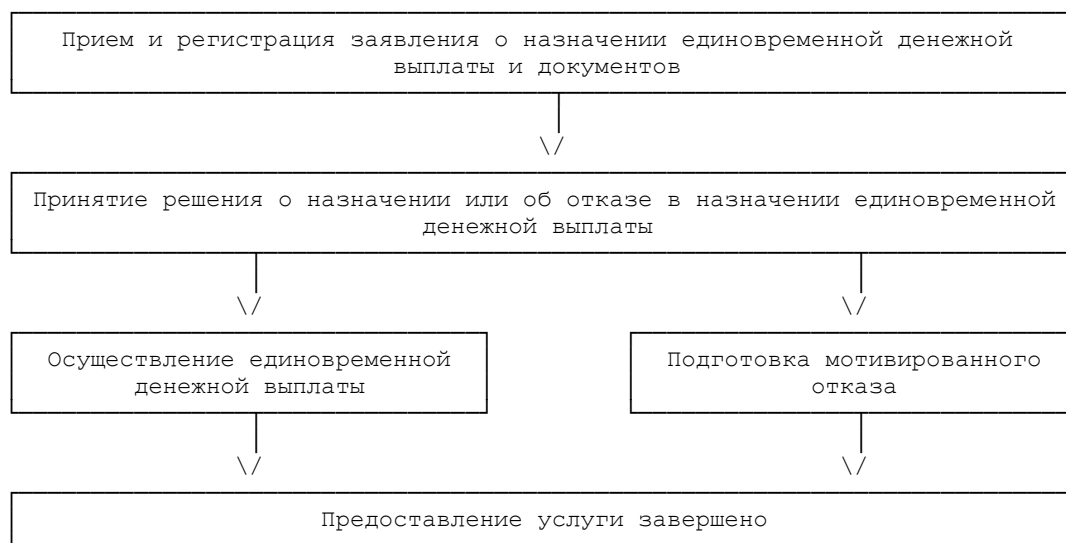 Прием и регистрация заявления о назначении единовременной денежной
выплаты и документов
Принятие решения о назначении или об отказе в назначении единовременной
денежной выплаты
Осуществление единовременной
денежной выплаты
Подготовка мотивированного
отказа
Предоставление услуги завершено